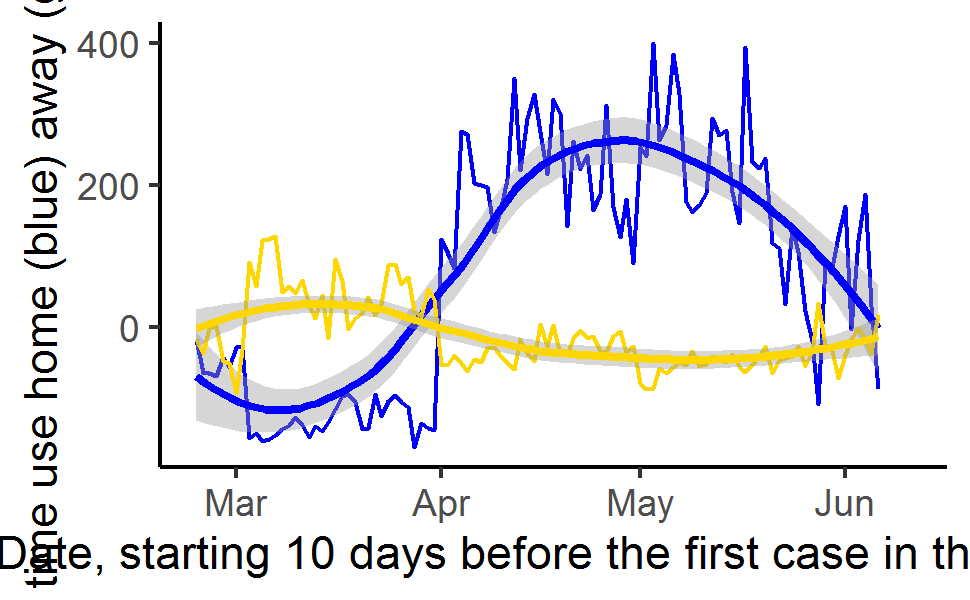 time use home (blue) away (
400
200
0
Mar Apr May Jun
Date, starting 10 days before the first case in th